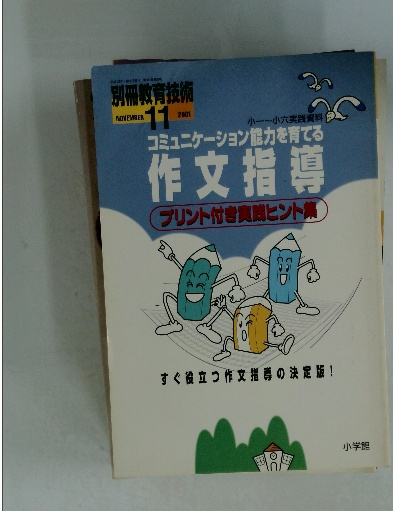 別冊教育技術
NOVEMBER 11 2001
小一〜小六実践資料
コミュニケーション能力を育てる
作文指導
プリント付き実践ヒント集
すぐ役立つ作文指導の決定版!
小学館